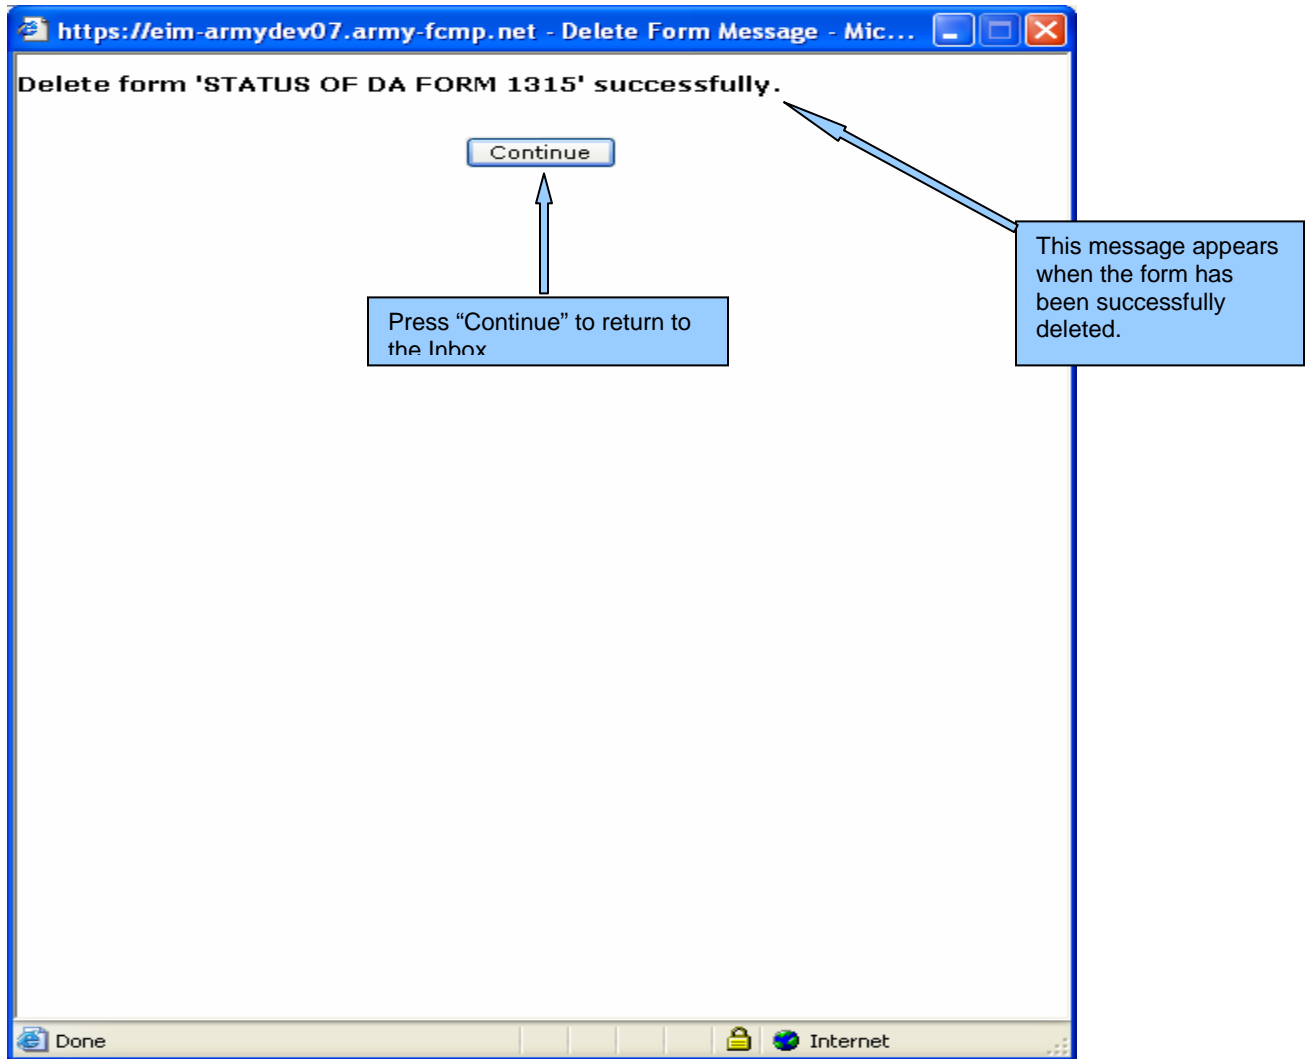 https://eim-armydev07.army-fcmp.net - Delete Form Message - Mic...
Delete form 'STATUS OF DA FORM 1315' successfully.
Continue
This message appears
when the form has
been successfully
deleted.
Press “Continue” to return to
the Inbox
Done
Internet